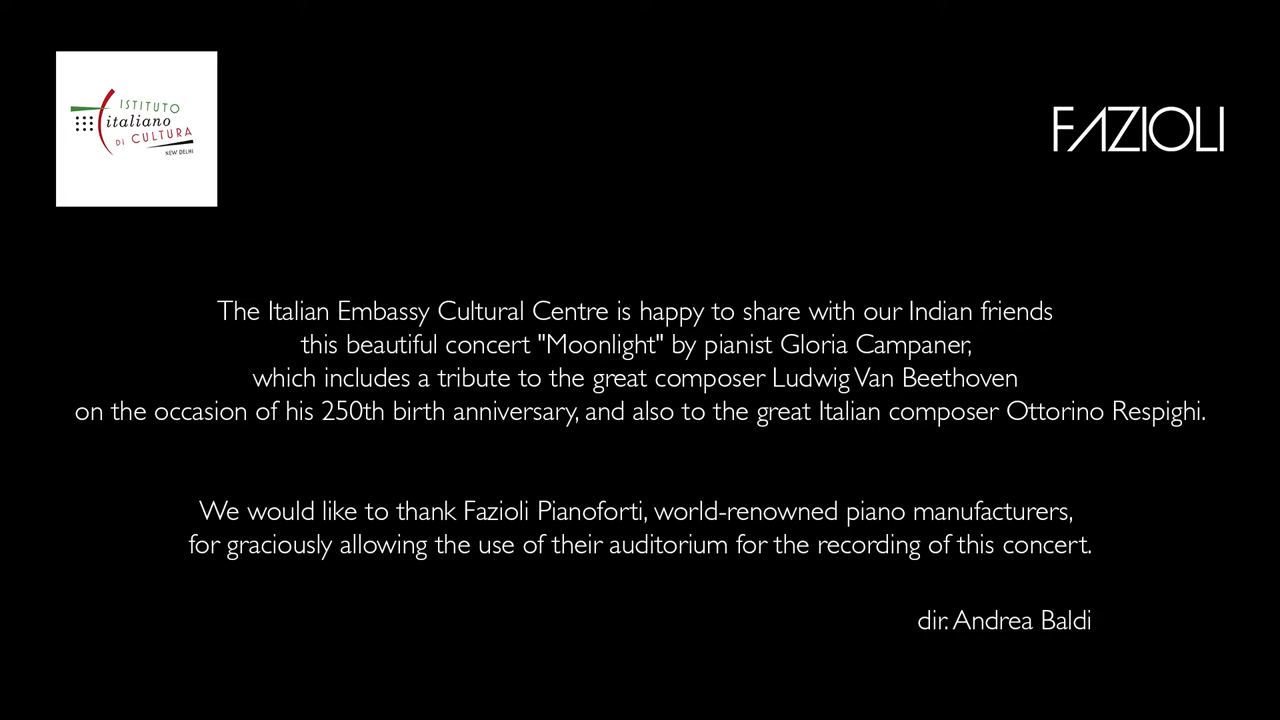 ISTITUTO
italiano
DI CULTURA
NEW DELHI
FAZIOLI
The Italian Embassy Cultural Centre is happy to share with our Indian friends
this beautiful concert "Moonlight" by pianist Gloria Campaner,
which includes a tribute to the great composer Ludwig Van Beethoven
on the occasion of his 250th birth anniversary, and also to the great Italian composer Ottorino Respighi.
We would like to thank Fazioli Pianoforti, world-renowned piano manufacturers,
for graciously allowing the use of their auditorium for the recording of this concert.
dir. Andrea Baldi